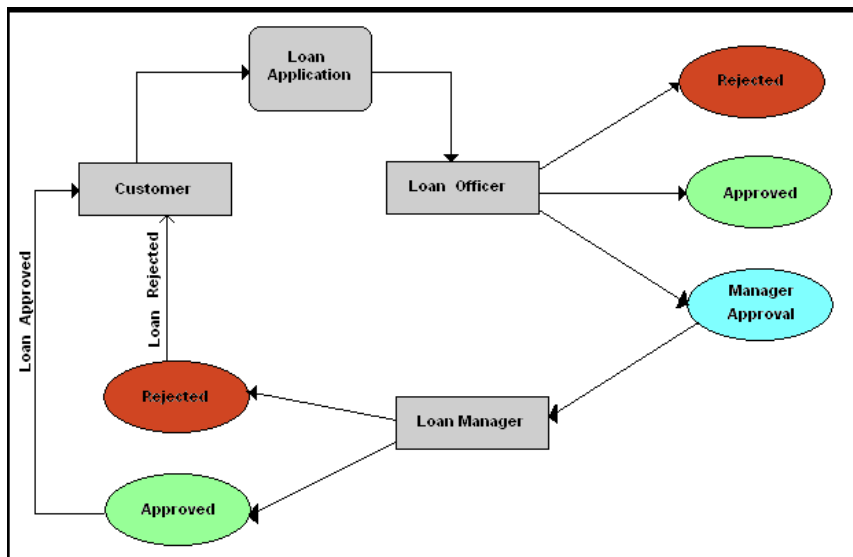 Loan
Application
Rejected
Customer
Loan Officer
Approved
Manager
Approval
Loan Approved
Loan Rejected
Rejected
Loan Manager
Approved